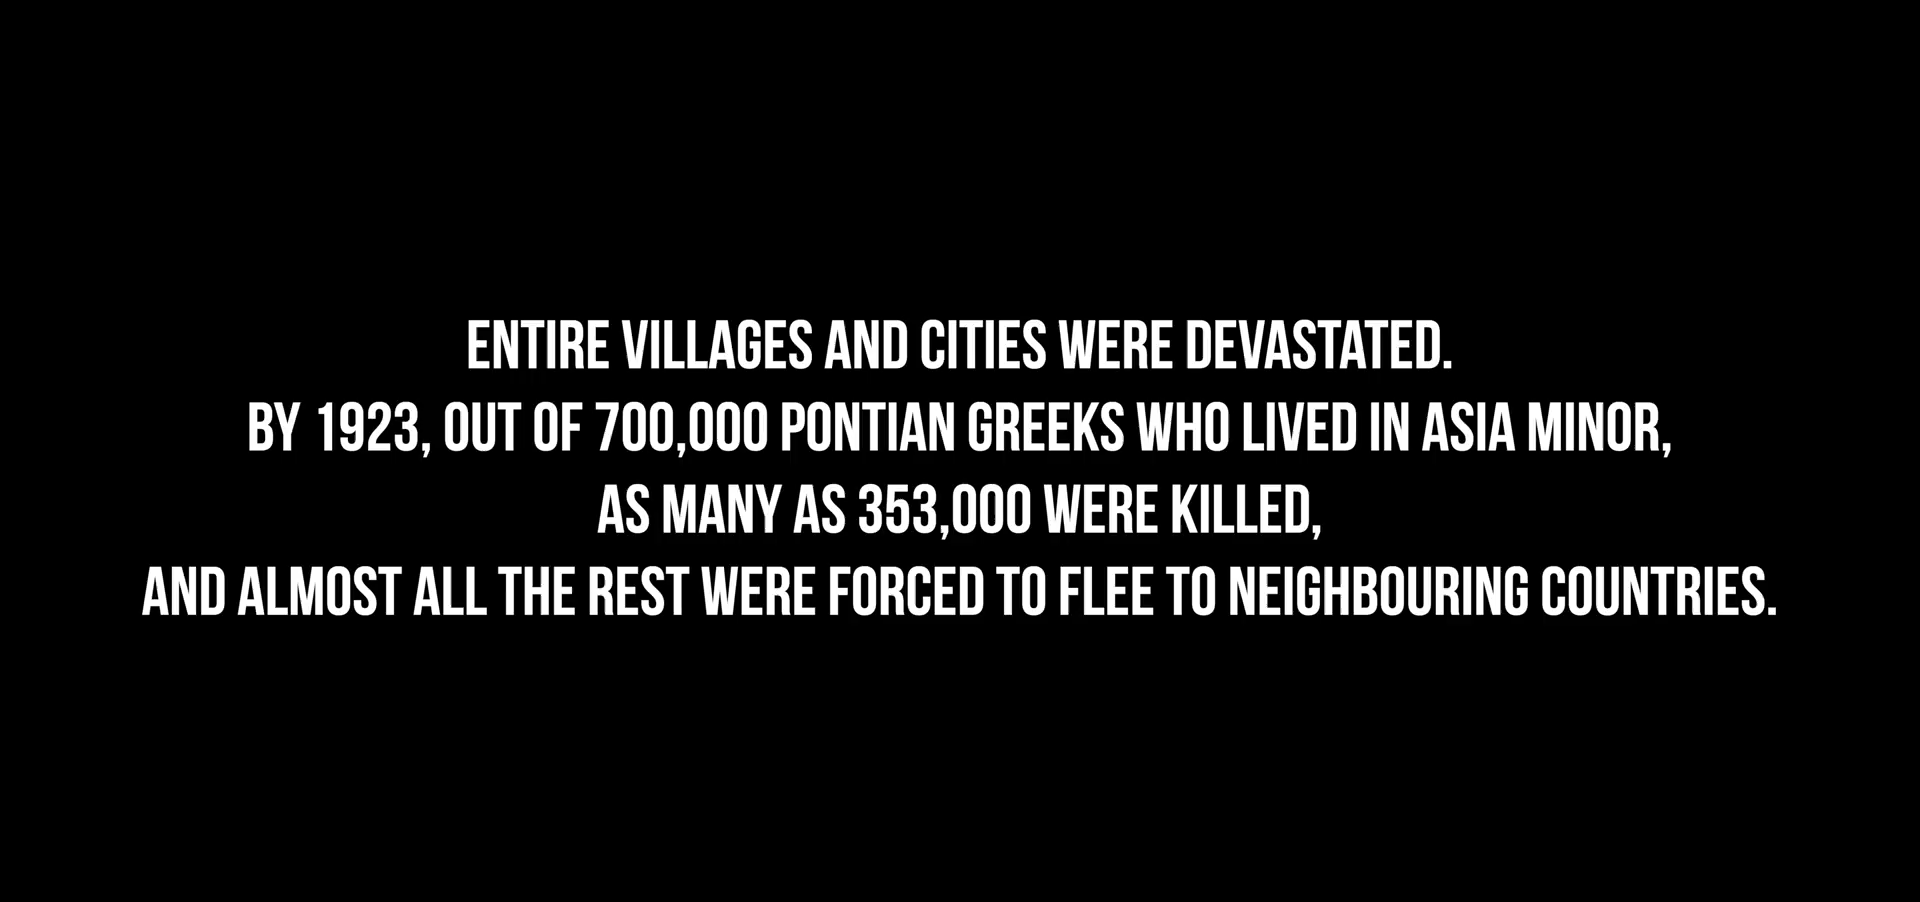 ENTIRE VILLAGES AND CITIES WERE DEVASTATED.
BY 1923, OUT OF 700,000 PONTIAN GREEKS WHO LIVED IN ASIA MINOR,
AS MANY AS 353,000 WERE KILLED,
AND ALMOST ALL THE REST WERE FORCED TO FLEE TO NEIGHBOURING COUNTRIES.